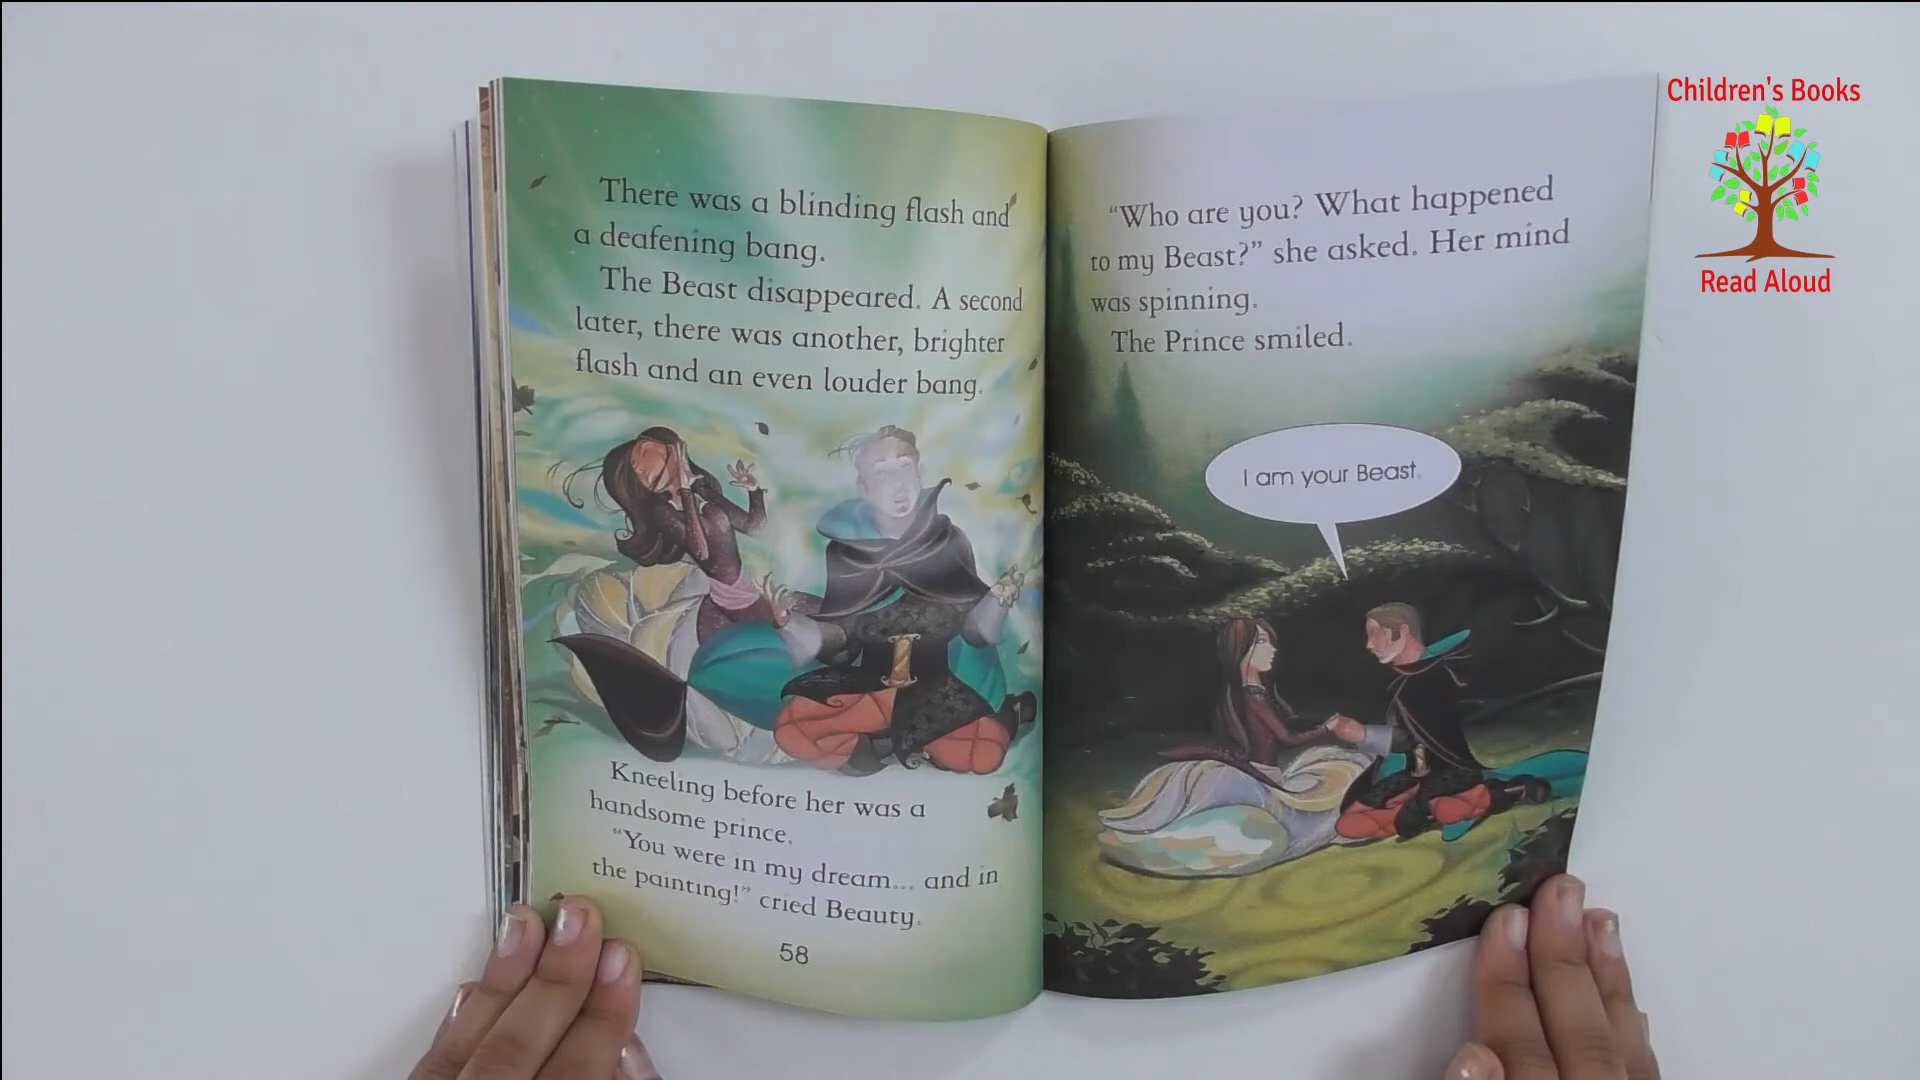 There was a blinding flash and
a deafening bang.
The Beast disappeared. A second
later, there was another, brighter
flash and an even louder bang.
Kneeling before her was a
handsome prince.
“You were in my dream... and in
the painting!” cried Beauty.
58
“Who are you? What happened
to my Beast?” she asked. Her mind
was spinning.
The Prince smiled.
I am your Beast.
Children's Books
Read Aloud